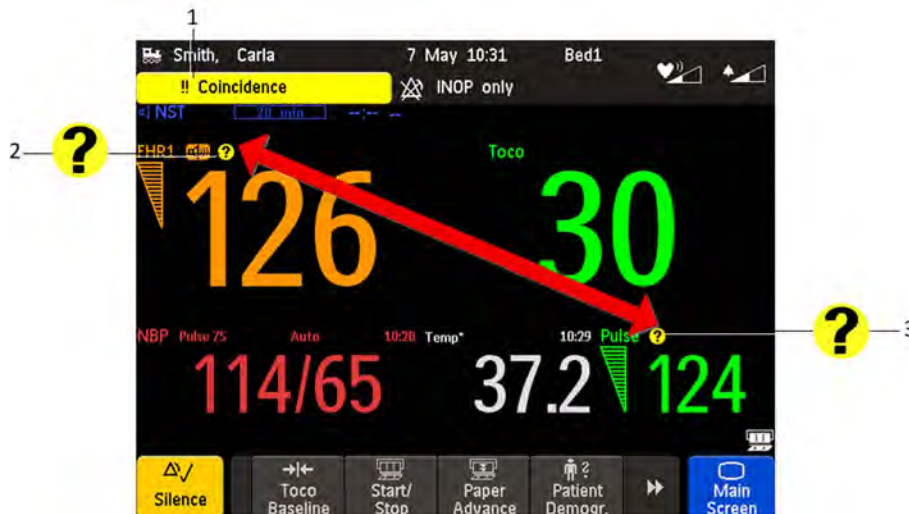 1
Smith, Carla 7 May 10:31 Bed1
!! Coincidence INOP only
NST 20 min --:-- --
2 ? FHR1 ? Toco
126 30
NBP Pulse 75 Auto 10:28 Temp* 10:29 Pulse ? ? 3
114/65 37.2 124
Silence
Toco Baseline
Start/ Stop
Paper Advance
Patient Demogr.
Main Screen